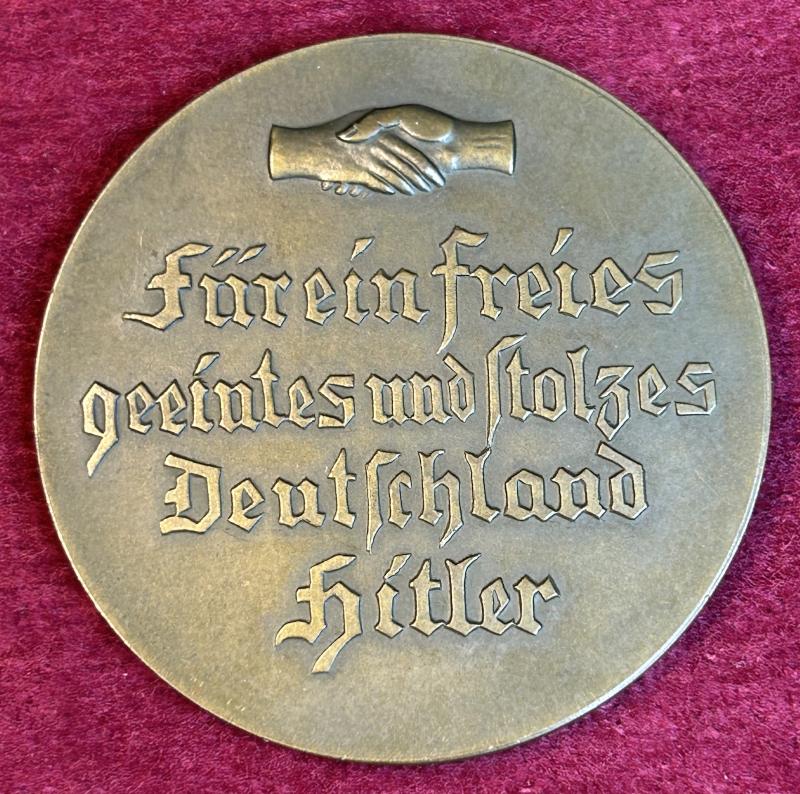 Für ein freies
geeintes und ſtolzes
Deutſchland
Hitler